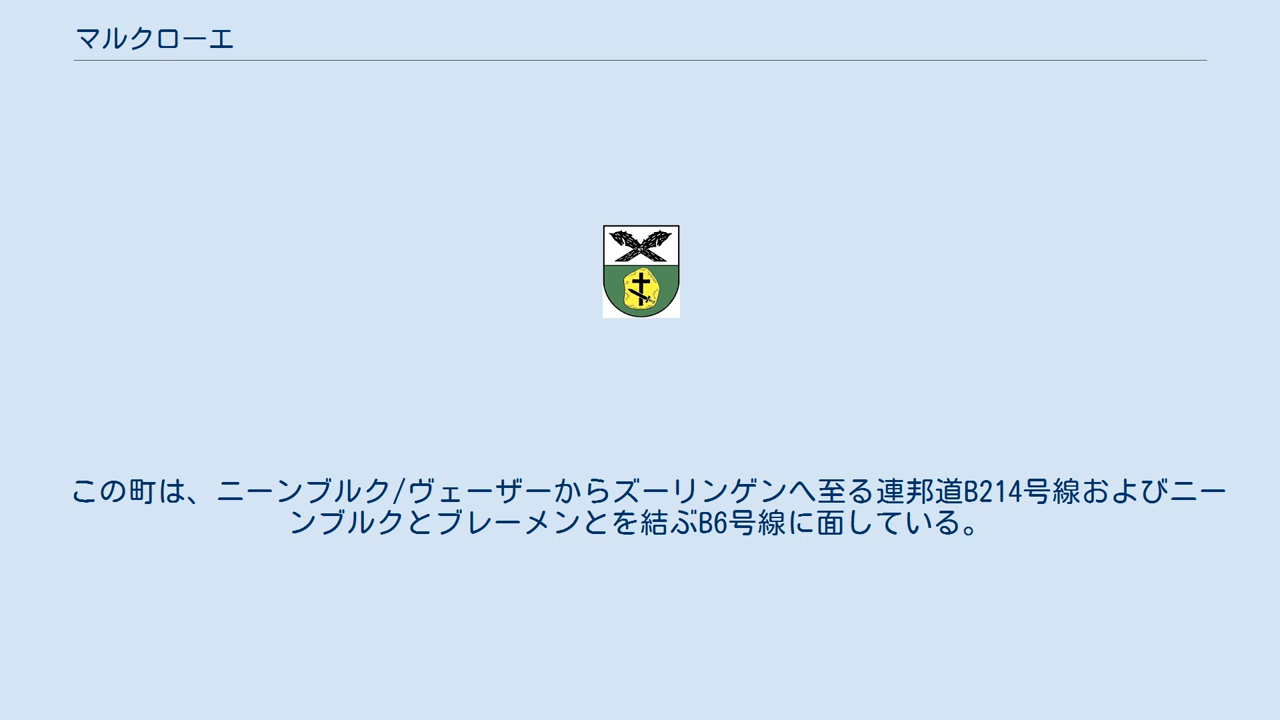 マルクローエ
この町は、ニーンブルク/ヴェーザーからズーリンゲンへ至る連邦道B214号線およびニー
ンブルクとブレーメンとを結ぶB6号線に面している。